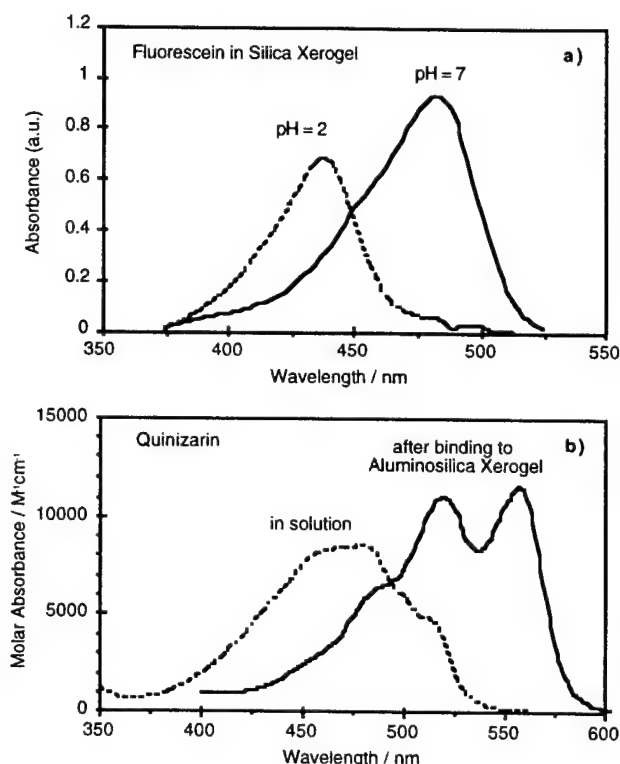 1.2
Fluorescein in Silica Xerogel
a)
pH = 7
1
pH = 2
0.8
0.6
0.4
0.2
0
Absorbance (a.u.)
350 400 450 500 550
Wavelength / nm
15000
Quinizarin
after binding to
Aluminosilica Xerogel
b)
in solution
10000
5000
0
Molar Absorbance / M¹cm⁻¹
350 400 450 500 550 600
Wavelength / nm